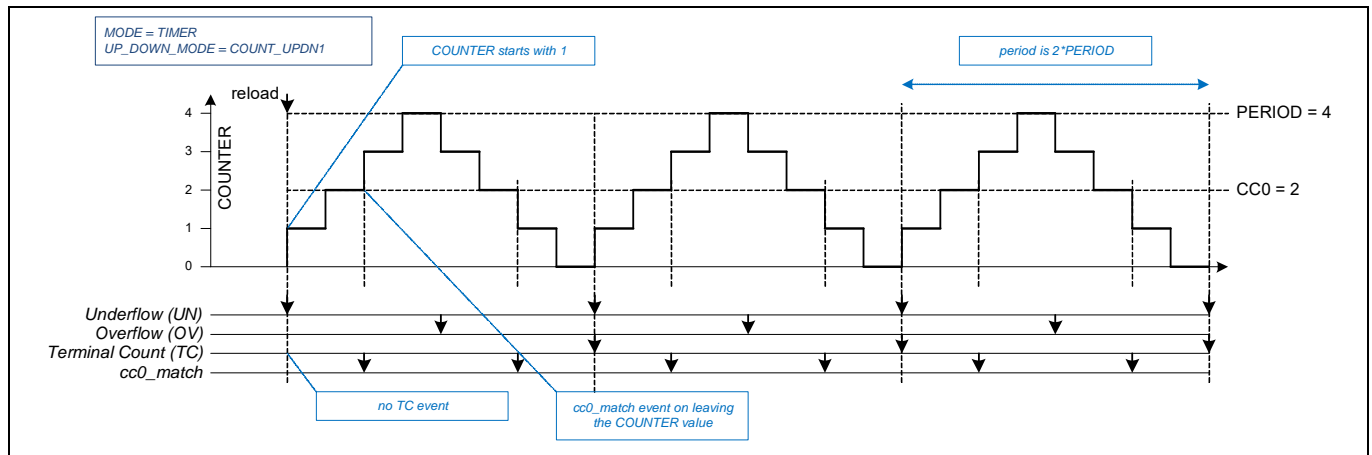 MODE = TIMER
UP_DOWN_MODE = COUNT_UPDN1
COUNTER starts with 1
period is 2*PERIOD
reload
4
3
2
1
0
COUNTER
PERIOD = 4
CC0 = 2
Underflow (UN)
Overflow (OV)
Terminal Count (TC)
cc0_match
no TC event
cc0_match event on leaving
the COUNTER value